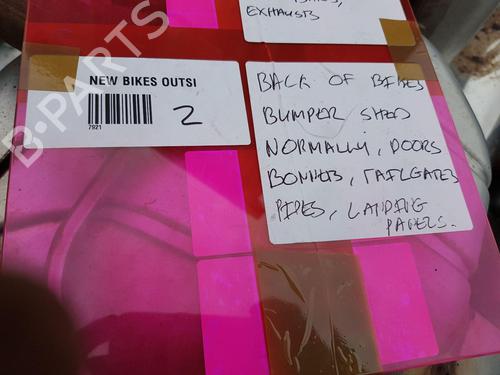 EXHAUSTS
NEW BIKES OUTSI
7921
2
BACK OF BIKES
BUMPER SHED
NORMALLY, DOORS
BONNETS, TAILGATES
PIPES, LANDING
PANELS.
B-PARTS